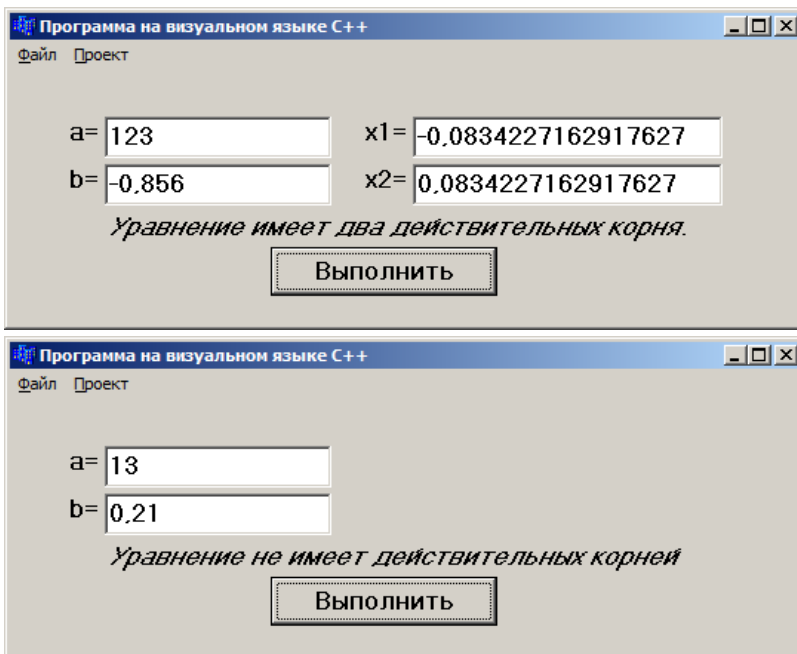 Программа на визуальном языке C++
Файл Проект
a= 123 x1= -0,0834227162917627
b= -0,856 x2= 0,0834227162917627
Уравнение имеет два действительных корня.
Выполнить
Программа на визуальном языке C++
Файл Проект
a= 13
b= 0,21
Уравнение не имеет действительных корней
Выполнить